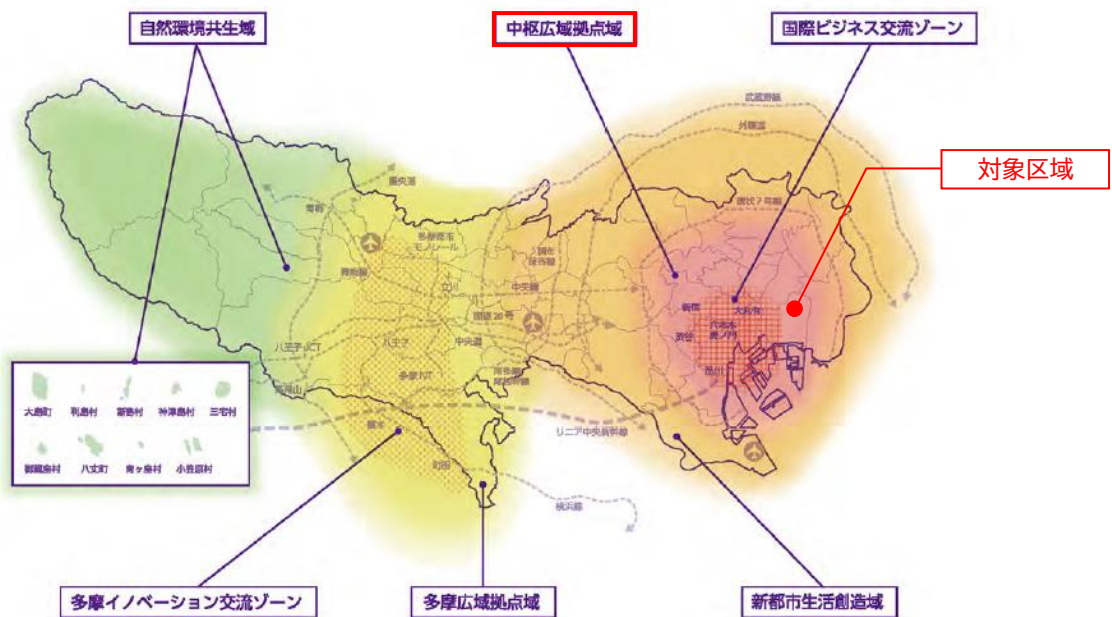 自然環境共生域
中枢広域拠点域
国際ビジネス交流ゾーン
武蔵野線
外環道
対象区域
圏央道
環状7号線
青梅
多摩都市
モノレール
調布
保谷線
青梅線
立川
中央線
新宿
大丸有
国道20号
六本木
虎ノ門
渋谷
八王子JCT
八王子
中央道
品川
多摩NT
南多摩
尾根幹線
高尾山
大島町
利島村
新島村
神津島村
三宅村
橋本
リニア中央新幹線
御蔵島村
八丈町
青ヶ島村
小笠原村
町田
横浜線
多摩イノベーション交流ゾーン
多摩広域拠点域
新都市生活創造域